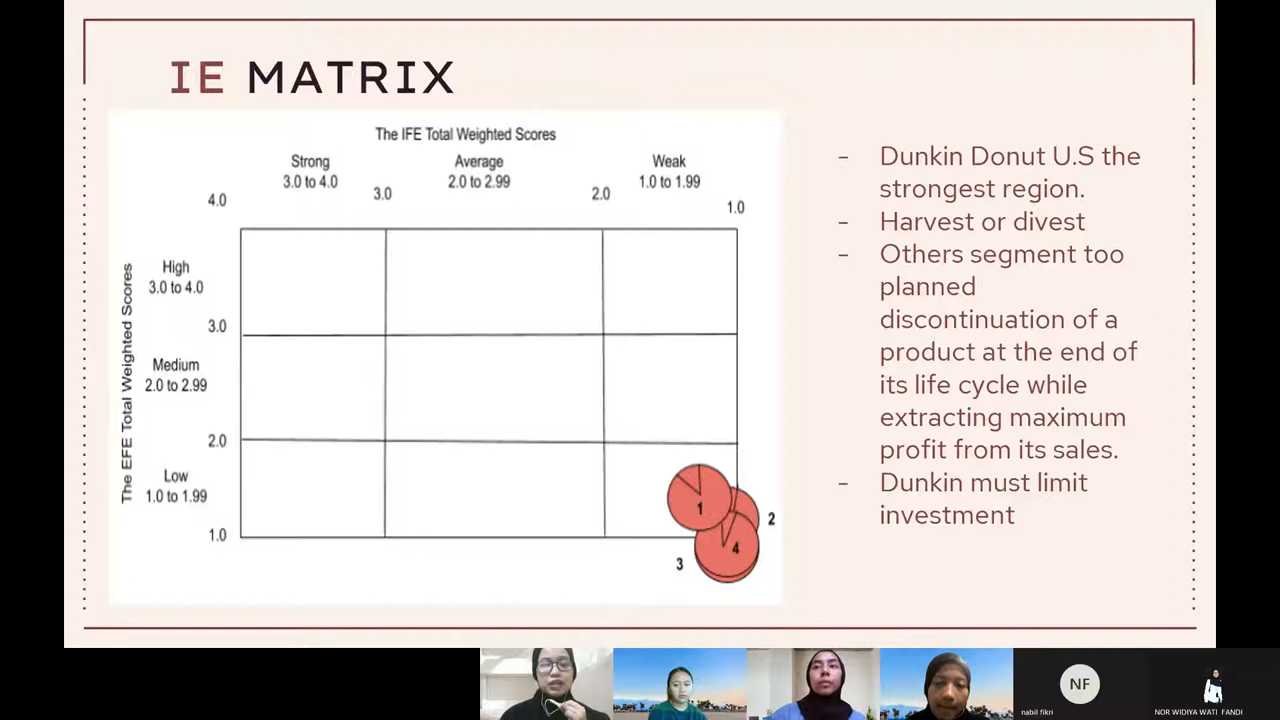 IE MATRIX
The IFE Total Weighted Scores
Strong
3.0 to 4.0
Average
2.0 to 2.99
Weak
1.0 to 1.99
4.0
3.0
2.0
1.0
The EFE Total Weighted Scores
High
3.0 to 4.0
3.0
Medium
2.0 to 2.99
2.0
Low
1.0 to 1.99
1.0
1
2
3
4
- Dunkin Donut U.S the
strongest region.
- Harvest or divest
- Others segment too
planned
discontinuation of a
product at the end of
its life cycle while
extracting maximum
profit from its sales.
- Dunkin must limit
investment
NF
nabil fikri
NOR WIDIYA WATI FANDI